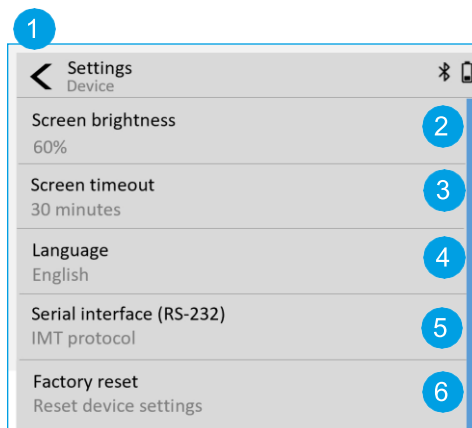 1
Settings
Device
Screen brightness
60%
2
Screen timeout
30 minutes
3
Language
English
4
Serial interface (RS-232)
IMT protocol
5
Factory reset
Reset device settings
6